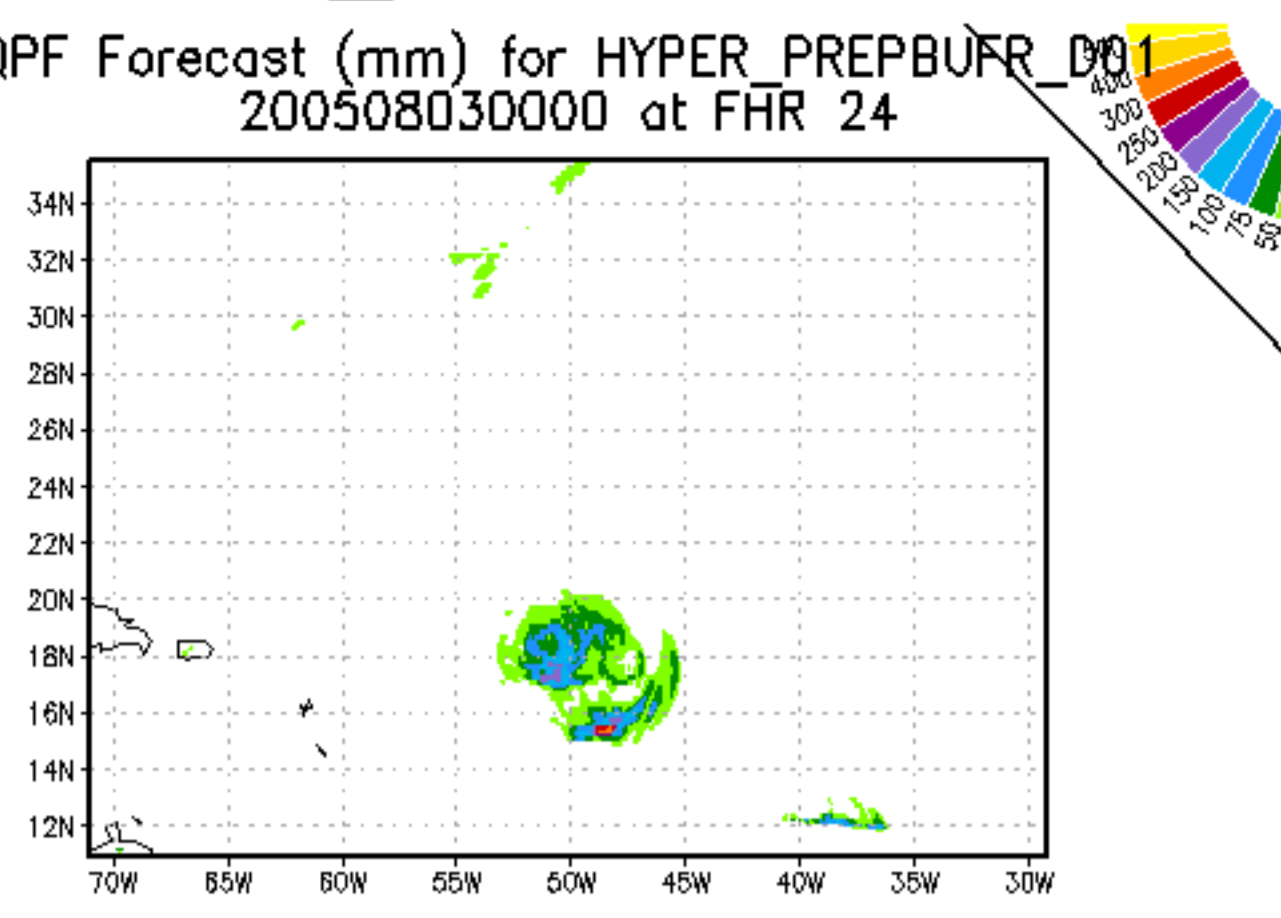 QPF Forecast (mm) for HYPER_PREPBUFR_D01
200508030000 at FHR 24
400
300
250
200
150
100
75
50
34N
32N
30N
28N
26N
24N
22N
20N
18N
16N
14N
12N
70W 65W 60W 55W 50W 45W 40W 35W 30W